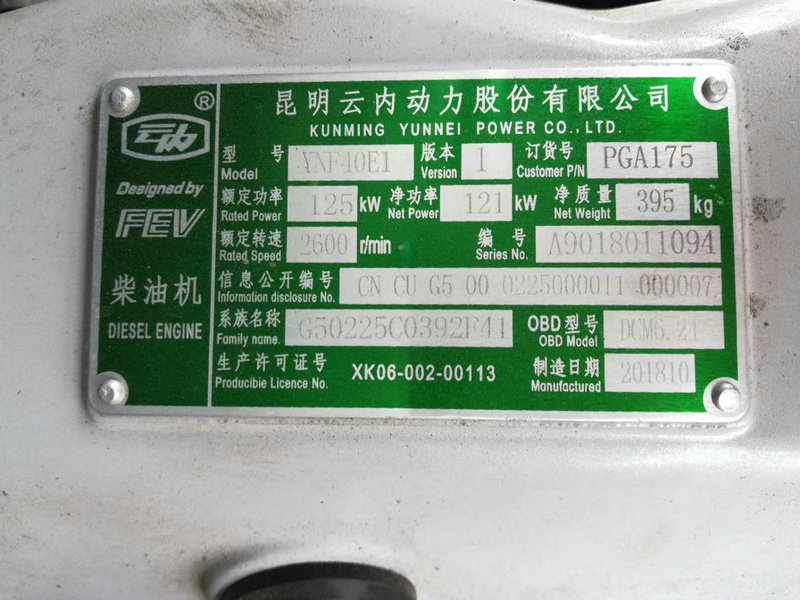 昆明云内动力股份有限公司
®
KUNMING YUNNEI POWER CO.,LTD.
云内
Designed by
FEV
柴油机
DIESEL ENGINE
型号 YNF40E1 版本 1 订货号 PGA175
Model Version Customer P/N
额定功率 125 kW 净功率 121 kW 净质量 395 kg
Rated Power Net Power Net Weight
额定转速 2600 r/min 编号 A9018011094
Rated Speed Series No.
信息公开编号 CN CU G5 00 0225000011 000007
Information disclosure No.
系族名称 G50225C0392F41 OBD型号 DCM6.21
Family name. OBD Model
生产许可证号 XK06-002-00113 制造日期 201810
Producible Licence No. Manufactured